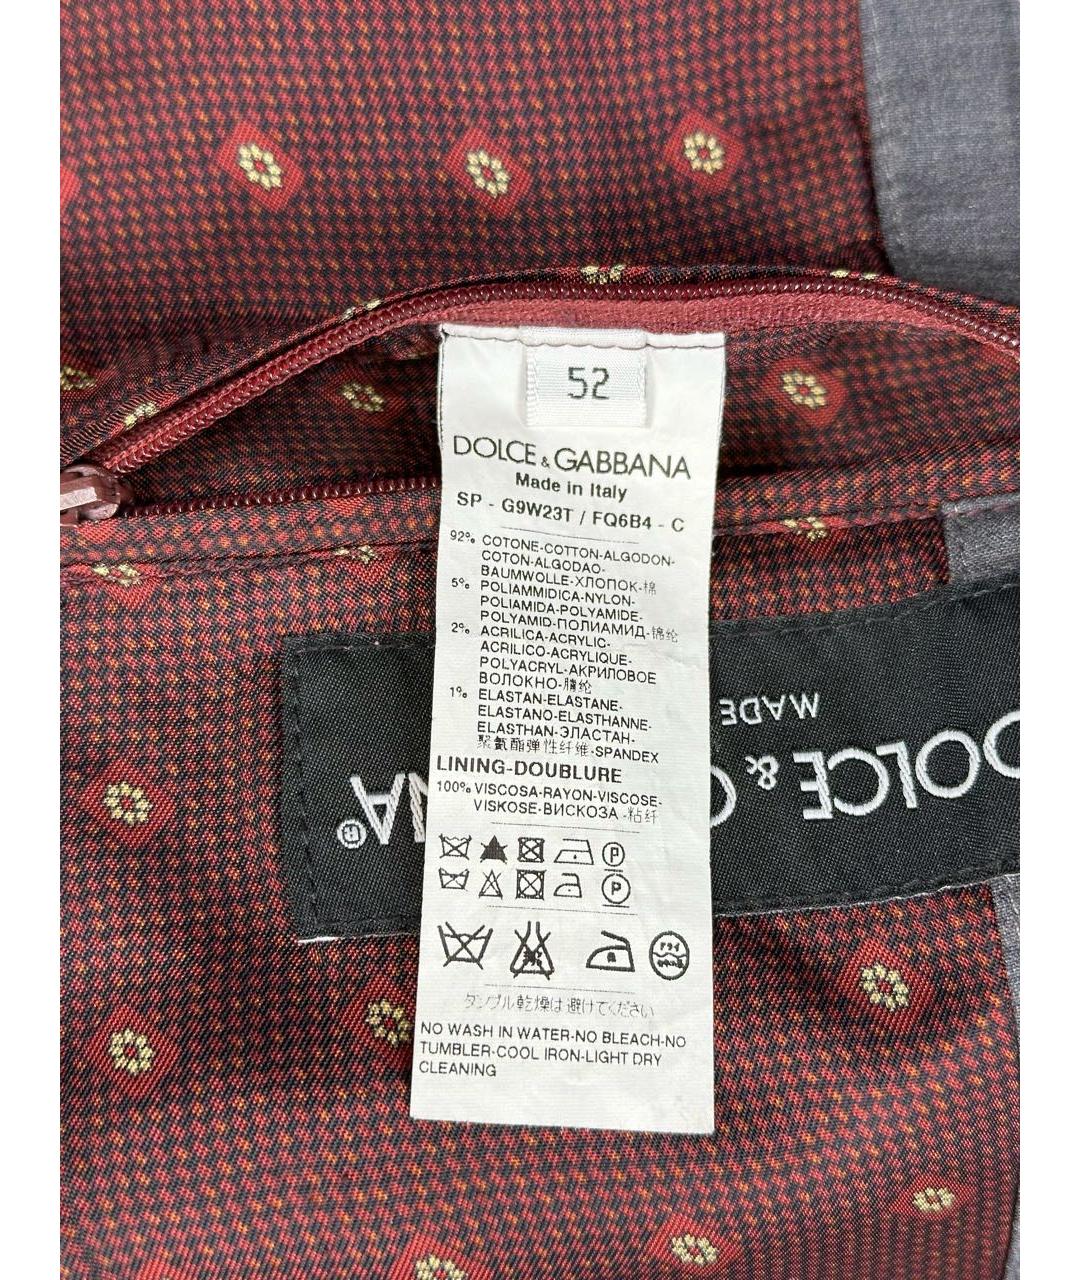 52
DOLCE & GABBANA
Made in Italy
SP - G9W23T / FQ6B4 - C
92% COTONE-COTTON-ALGODON-
COTON-ALGODAO-
BAUMWOLLE-ХЛОПОК-棉
5% POLIAMMIDICA-NYLON-
POLIAMIDA-POLYAMIDE-
POLYAMID-ПОЛИАМИД-锦纶
2% ACRILICA-ACRYLIC-
ACRILICO-ACRYLIQUE-
POLYACRYL-АКРИЛОВОЕ
ВОЛОКНО-腈纶
1% ELASTAN-ELASTANE-
ELASTANO-ELASTHANNE-
ELASTHAN-ЭЛАСТАН-
聚氨酯弹性纤维-SPANDEX
LINING-DOUBLURE
100% VISCOSA-RAYON-VISCOSE-
VISKOSE-ВИСКОЗА -粘纤
P
P
ドライ
タンブル乾燥は避けてください
NO WASH IN WATER-NO BLEACH-NO
TUMBLER-COOL IRON-LIGHT DRY
CLEANING
DOLCE & G NA®
MADE